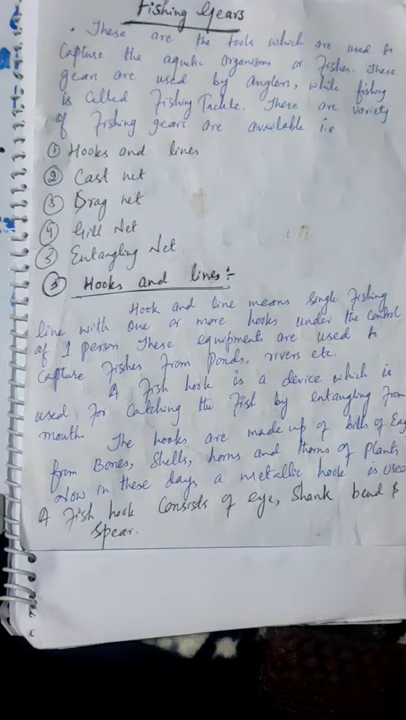 Fishing Gears
• These are the tools which are used to
Capture the aquatic organisms or fishes. These
gears are used by anglers, while fishing
is Called Fishing Tackle. There are variety
of fishing gears are available i.e
① Hooks and lines
② Cast net
③ Drag net
④ Gill Net
⑤ Entangling Net
Hooks and lines:-
Hook and line means single fishing
line with one or more hooks under the control
of 1 person. These equipments are used to
Capture fishes from Ponds, rivers etc.
A fish hook is a device which is
used for catching the fish by entangling from
mouth.
The hooks are made up of bills of
from Bones, Shells, horns and thorns of Plants
Now in these days a metallic hook is used
A fish hook Consists of eye, Shank bend &
Spear.